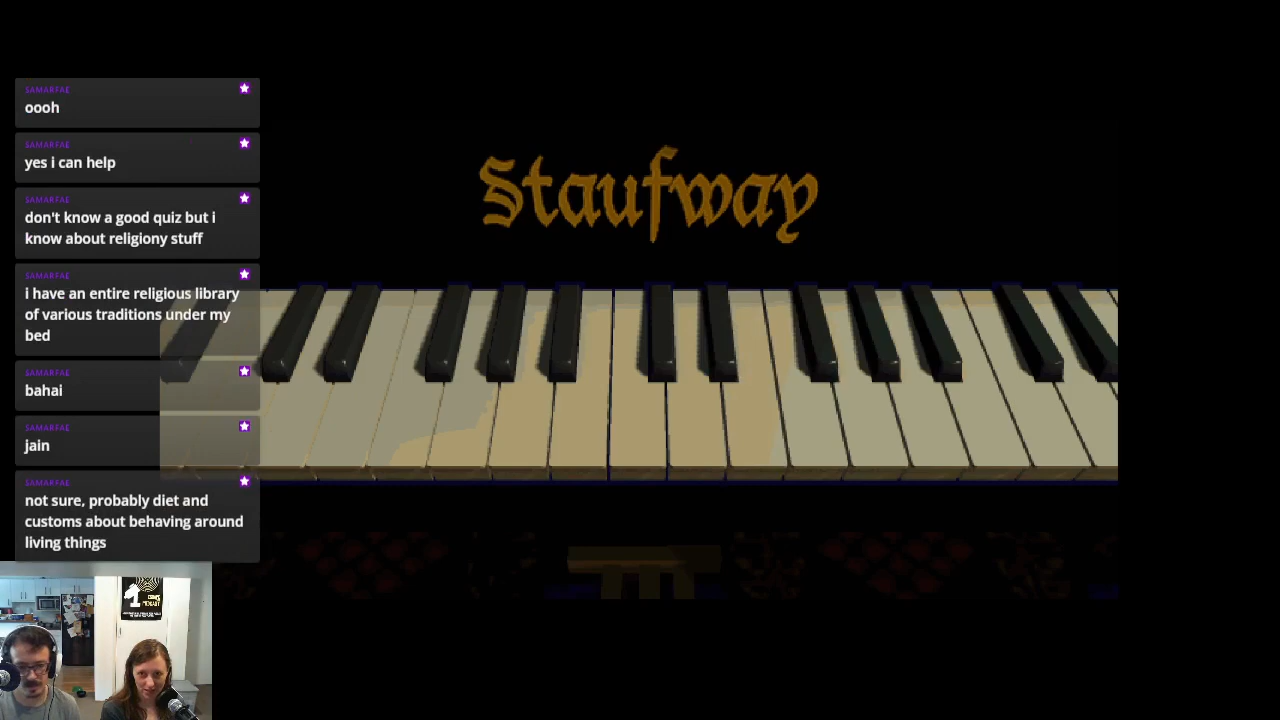 SAMARFAE
oooh
SAMARFAE
yes i can help
SAMARFAE
don't know a good quiz but i
know about religiony stuff
SAMARFAE
i have an entire religious library
of various traditions under my
bed
SAMARFAE
bahai
SAMARFAE
jain
SAMARFAE
not sure, probably diet and
customs about behaving around
living things
Staufway